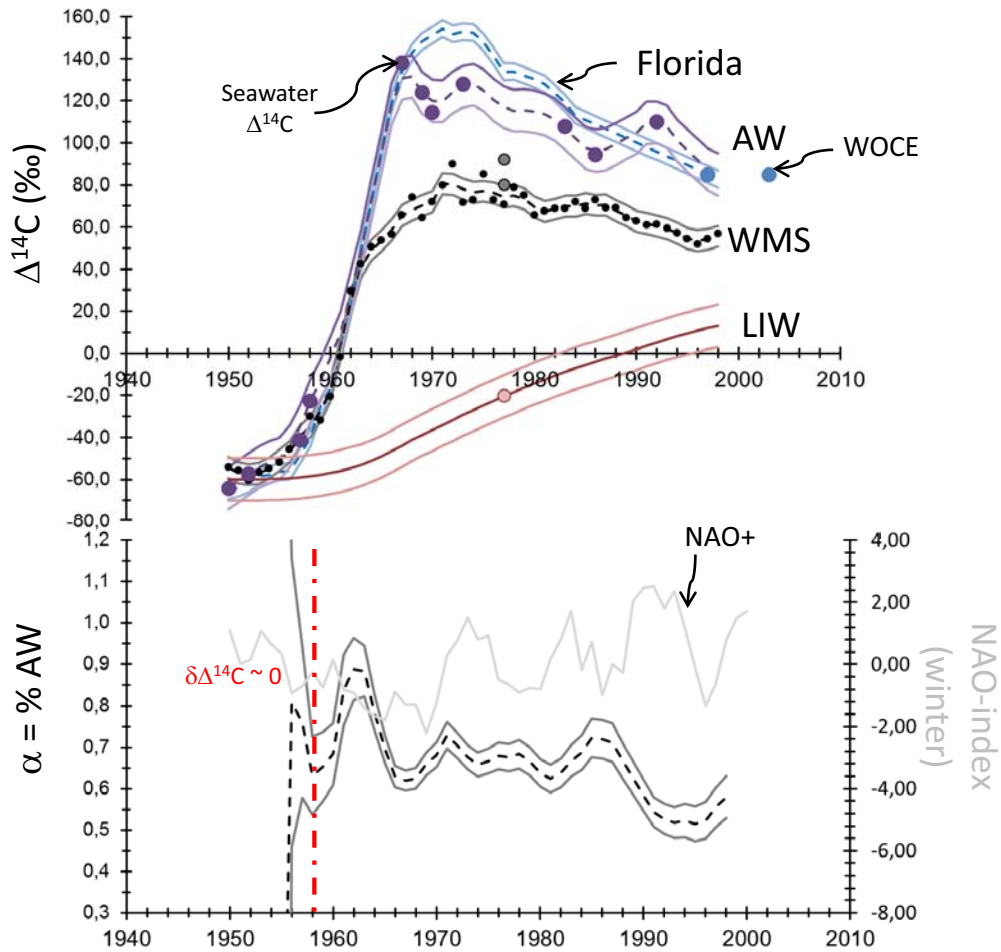 160,0
140,0
120,0
100,0
80,0
60,0
40,0
20,0
0,0
-20,0
-40,0
-60,0
-80,0
Δ¹⁴C (‰)
1940 1950 1960 1970 1980 1990 2000 2010
Seawater
Δ¹⁴C
Florida
AW
WOCE
WMS
LIW
1,2
1,1
1,0
0,9
0,8
0,7
0,6
0,5
0,4
0,3
α = % AW
δΔ¹⁴C ~ 0
NAO+
4,00
2,00
0,00
-2,00
-4,00
-6,00
-8,00
NAO-index
(winter)
1940 1950 1960 1970 1980 1990 2000 2010